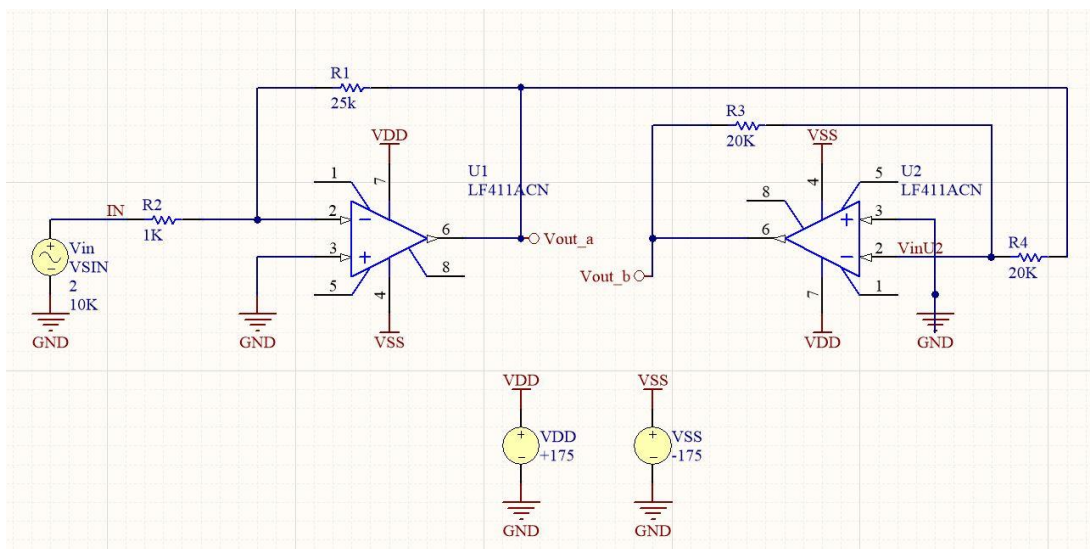 R1
25k
R3
20K
VDD
VSS
1
7
U1
LF411ACN
8
4
5
U2
LF411ACN
IN
R2
1K
2
6
Vout_a
6
3
Vin
VSIN
2
10K
3
8
Vout_b
2
VinU2
R4
20K
5
4
7
1
GND
GND
VSS
VDD
GND
VDD
VSS
VDD
+175
VSS
-175
GND
GND